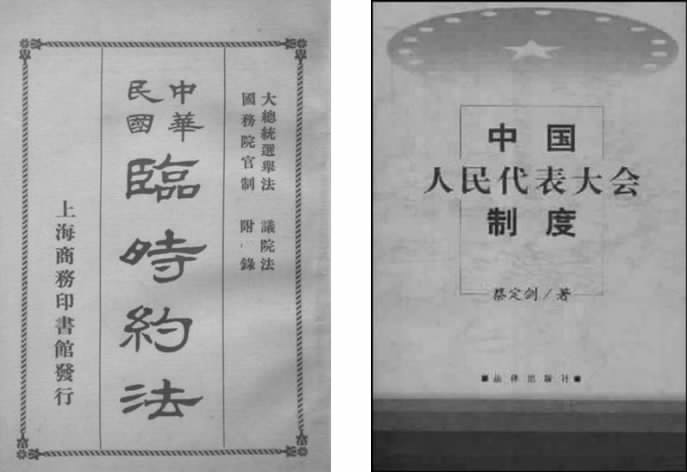 大總統選舉法　議院法
國務院官制　附錄
中華
民國
臨時約法
上海商務印書館發行
中国
人民代表大会
制度
蔡定剑/著
■法律出版社■